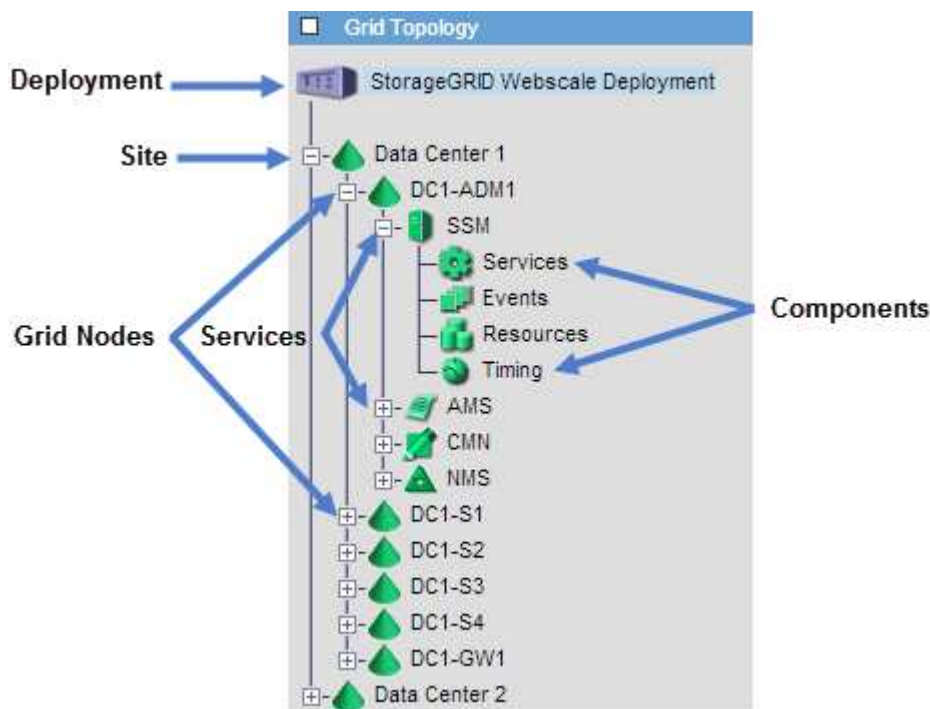 Grid Topology
Deployment
StorageGRID Webscale Deployment
Site
Data Center 1
DC1-ADM1
SSM
Services
Events
Components
Grid Nodes
Services
Resources
Timing
AMS
CMN
NMS
DC1-S1
DC1-S2
DC1-S3
DC1-S4
DC1-GW1
Data Center 2